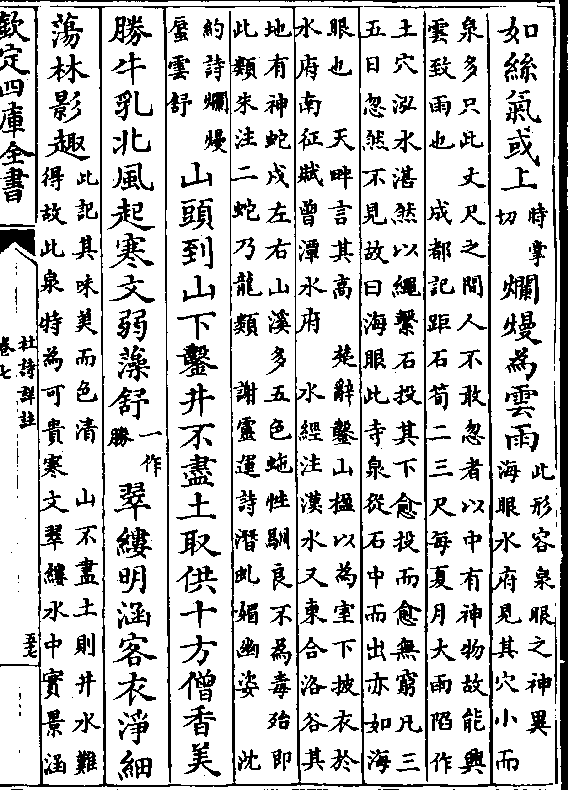 如絲氣或上時掌切爛熳為雲雨此形容泉眼之神異海眼水府見其穴小而
泉多只此丈尺之間人不敢忽者以中有神物故能興雲致雨也 成都記距石筍二三尺每夏月大雨陷作
土穴泓水湛然以繩繫石投其下愈投而愈無窮凡三五日忽然不見故曰海眼此寺泉從石中而出亦如海
眼也 天畔言其高 楚辭鑿山楹以為室下披衣於水府南征賦曾潭水府 水經注漢水又東合洛谷其
地有神蛇戍左右山溪多五色蛇性馴良不為毒殆即此類朱注二蛇乃龍類 謝靈運詩潛虬媚幽姿 沈
約詩爛熳蜃雲舒山頭到山下鑿井不盡土取供十方僧香美
勝牛乳北風起寒文弱藻舒一作勝翠縷明涵客衣淨細
蕩林影趣此記其味美而色清 山不盡土則井水難得故此泉特為可貴寒文翠縷水中實景涵
欽定四庫全書
杜詩詳註
卷七